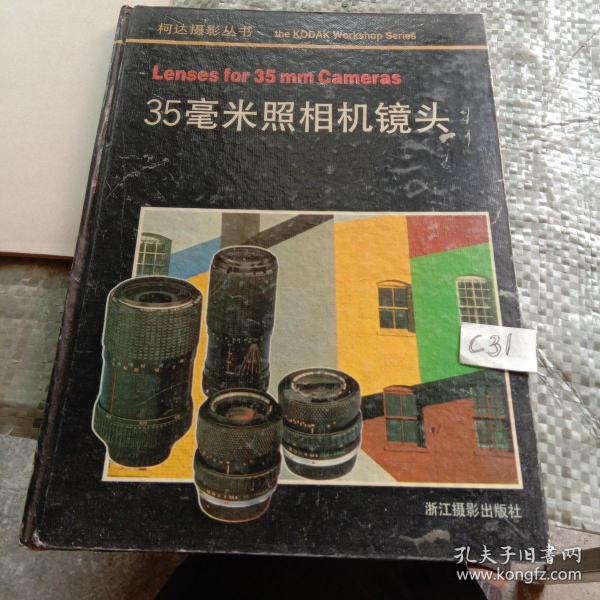 柯达摄影丛书 the KODAK Workshop Series
Lenses for 35 mm Cameras
35毫米照相机镜头
C31
浙江摄影出版社
孔夫子旧书网
www.kongfz.com